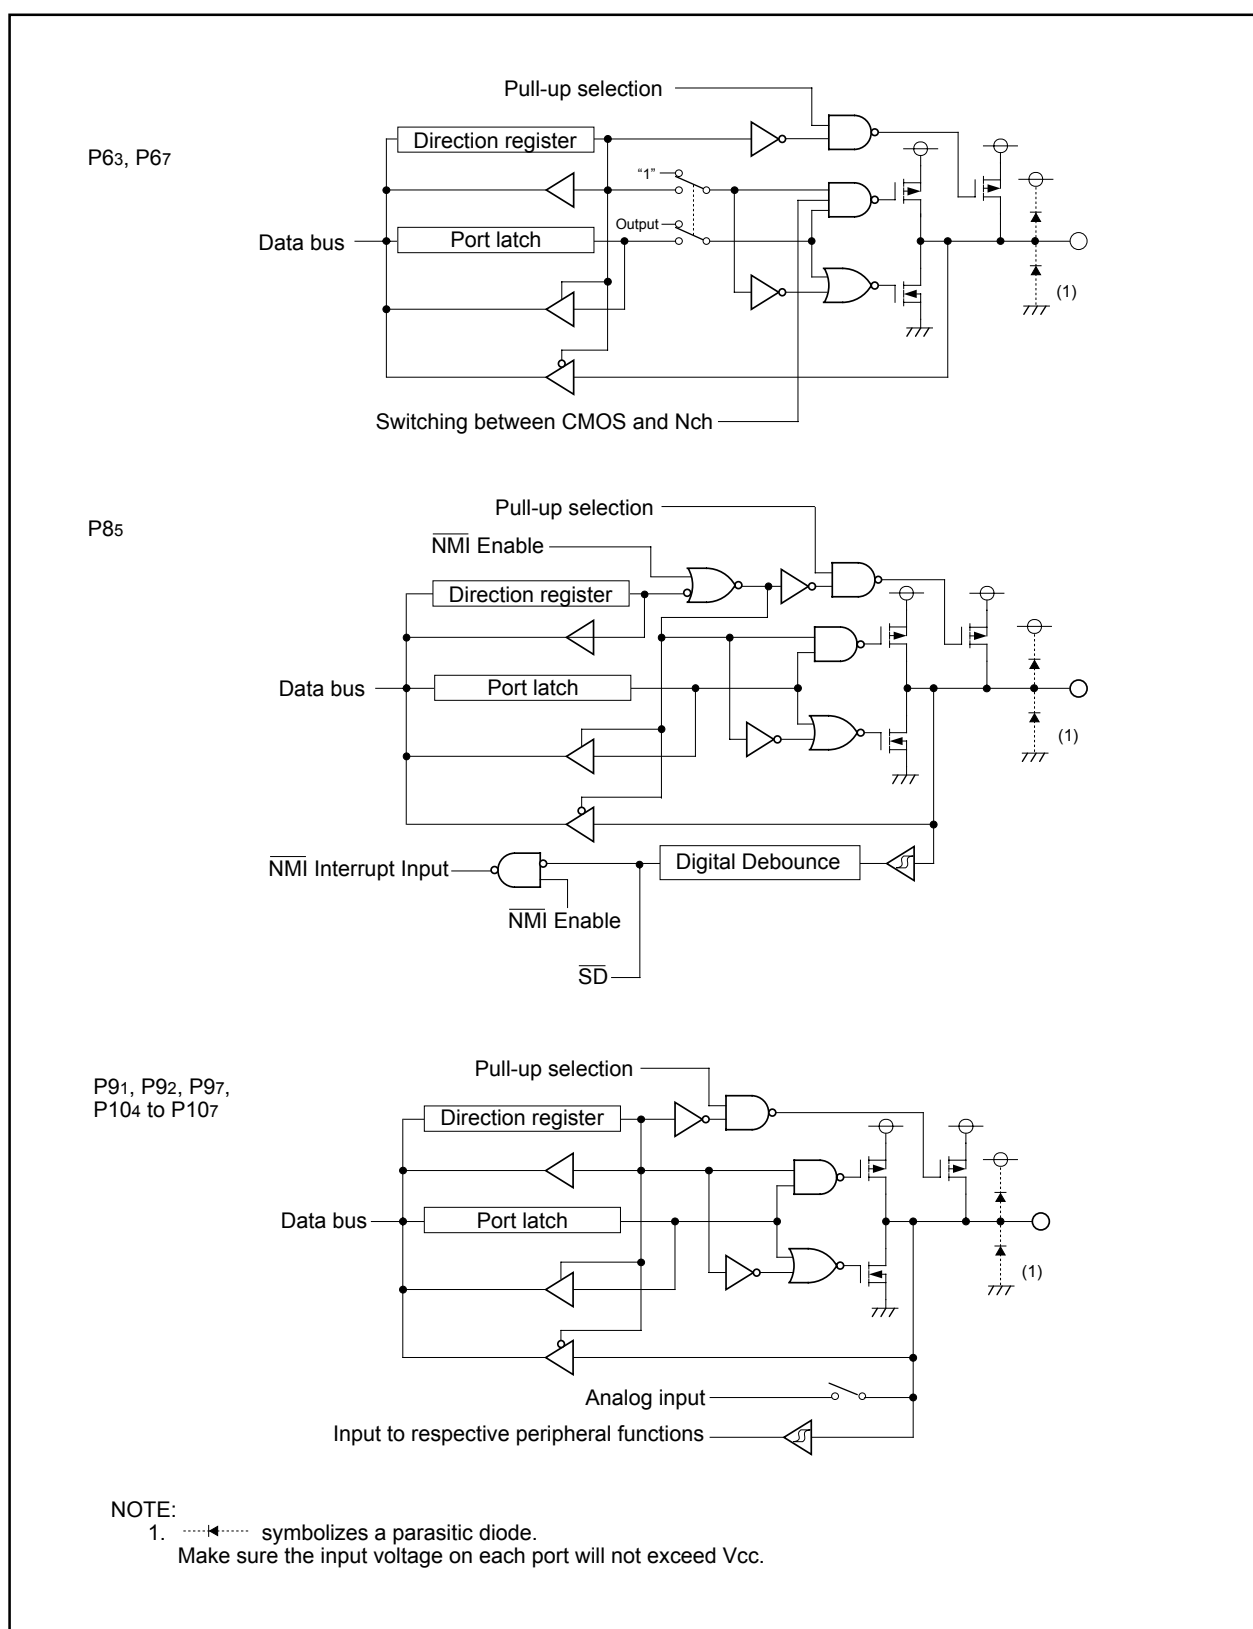 Pull-up selection
P63, P67
Direction register
“1”
Output
Data bus
Port latch
(1)
Switching between CMOS and Nch
Pull-up selection
P85
NMI Enable
Direction register
Data bus
Port latch
(1)
NMI Interrupt Input
Digital Debounce
NMI Enable
SD
Pull-up selection
P91, P92, P97,
P104 to P107
Direction register
Data bus
Port latch
(1)
Analog input
Input to respective peripheral functions
NOTE:
1. symbolizes a parasitic diode.
Make sure the input voltage on each port will not exceed Vcc.